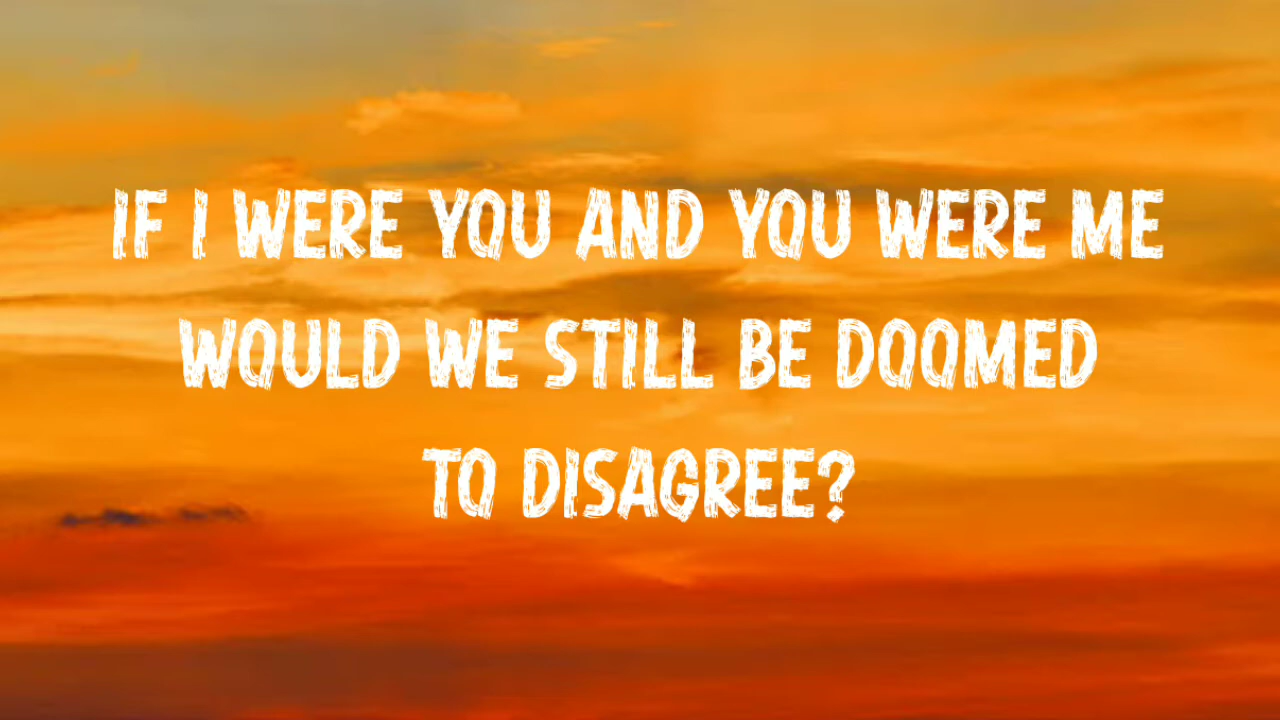 IF I WERE YOU AND YOU WERE ME
WOULD WE STILL BE DOOMED
TO DISAGREE?